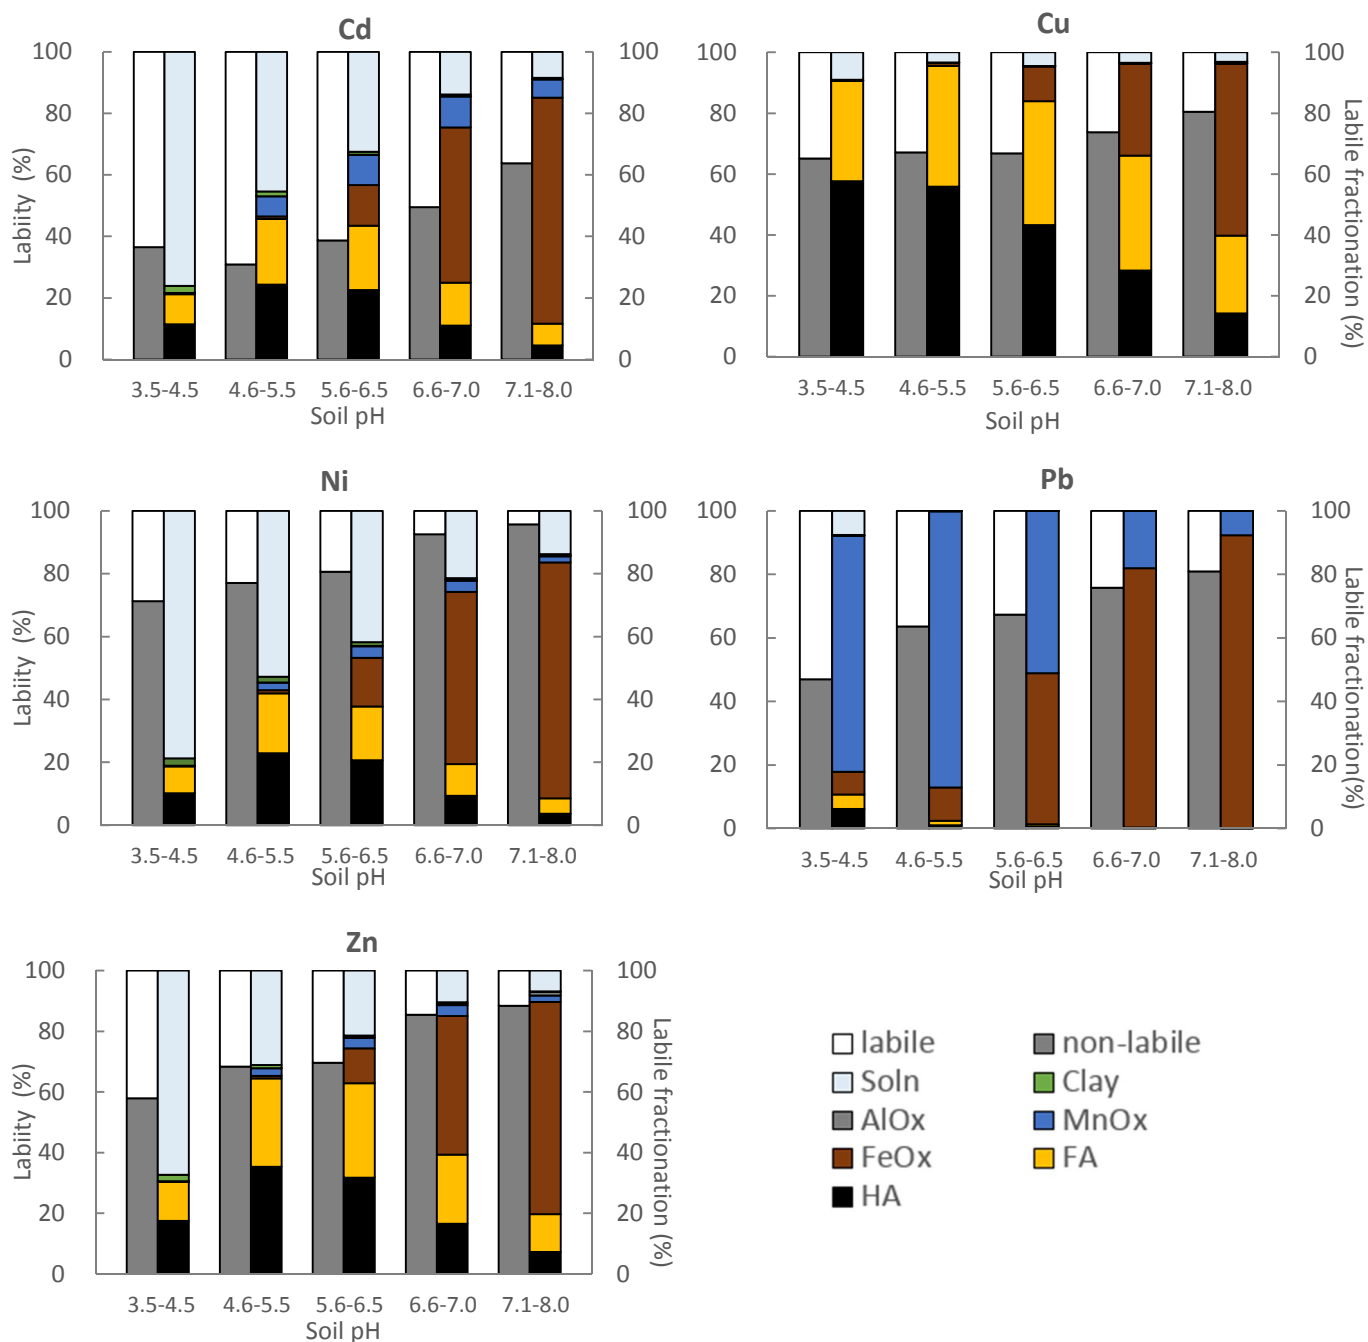 Cd
100 80 60 40 20 0
Labiity (%)
100 80 60 40 20 0
3.5-4.5 4.6-5.5 5.6-6.5 6.6-7.0 7.1-8.0
Soil pH
Cu
100 80 60 40 20 0
100 80 60 40 20 0
Labile fractionation (%)
3.5-4.5 4.6-5.5 5.6-6.5 6.6-7.0 7.1-8.0
Soil pH
Ni
100 80 60 40 20 0
Labiity (%)
100 80 60 40 20 0
3.5-4.5 4.6-5.5 5.6-6.5 6.6-7.0 7.1-8.0
Soil pH
Pb
100 80 60 40 20 0
100 80 60 40 20 0
Labile fractionation(%)
3.5-4.5 4.6-5.5 5.6-6.5 6.6-7.0 7.1-8.0
Soil pH
Zn
100 80 60 40 20 0
Labiity (%)
100 80 60 40 20 0
Labile fractionation (%)
3.5-4.5 4.6-5.5 5.6-6.5 6.6-7.0 7.1-8.0
Soil pH
labile non-labile
Soln Clay
AlOx MnOx
FeOx FA
HA